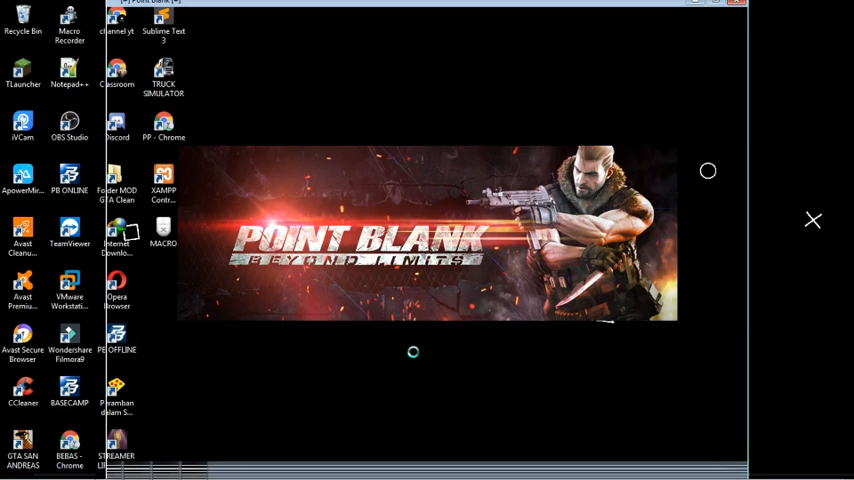 [-] Point Blank [-]
Recycle Bin
Macro
Recorder
channel yt
Sublime Text
3
TLauncher
Notepad++
Classroom
TRUCK
SIMULATOR
iVCam
OBS Studio
Discord
PP - Chrome
ApowerMir...
PB ONLINE
Folder MOD
GTA Clean
XAMPP
Contr...
Avast
Cleanu...
TeamViewer
Internet
Downlo...
MACRO
Avast
Premiu...
VMware
Workstati...
Opera
Browser
Avast Secure
Browser
Wondershare
Filmora9
PB OFFLINE
CCleaner
BASECAMP
Peramban
dalam S...
GTA SAN
ANDREAS
BEBAS -
Chrome
STREAMER
POINT BLANK
BEYOND LIMITS